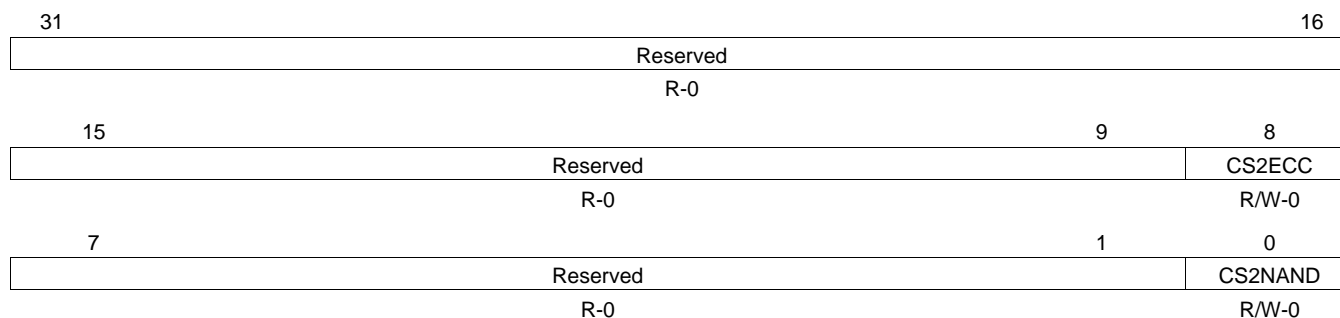 31 16
Reserved
R-0
15 9 8
Reserved CS2ECC
R-0 R/W-0
7 1 0
Reserved CS2NAND
R-0 R/W-0